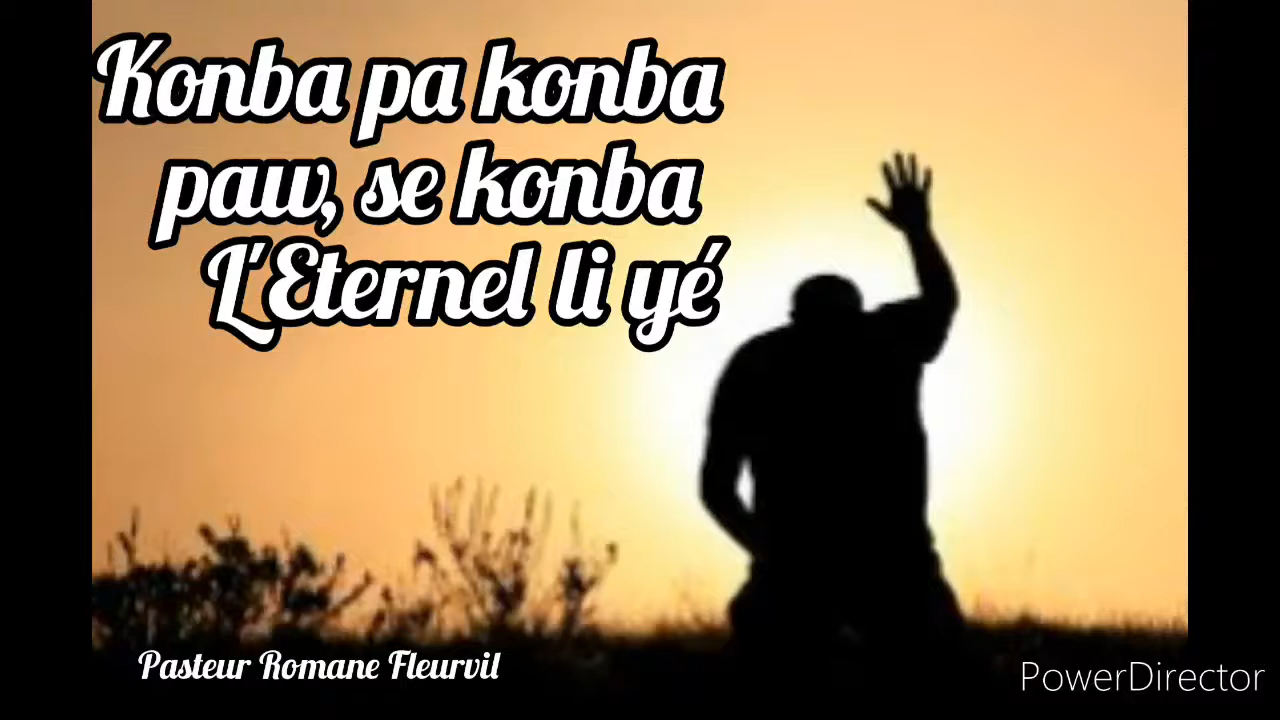 Konba pa konba
paw, se konba
L'Eternel li yé
Pasteur Romane Fleurvil
PowerDirector